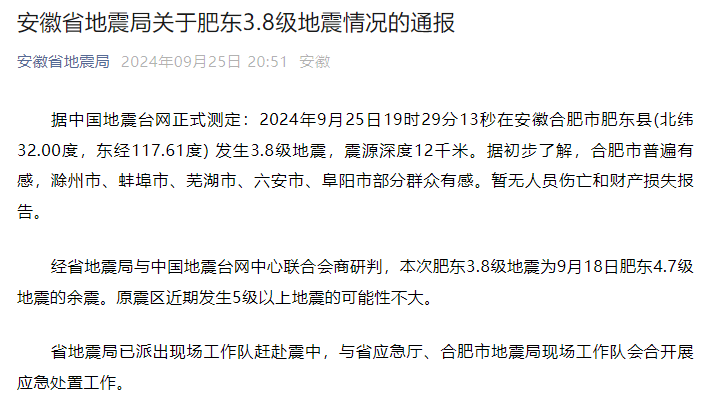 安徽省地震局关于肥东3.8级地震情况的通报
安徽省地震局 2024年09月25日 20:51 安徽
据中国地震台网正式测定：2024年9月25日19时29分13秒在安徽合肥市肥东县(北纬
32.00度，东经117.61度) 发生3.8级地震，震源深度12千米。据初步了解，合肥市普遍有
感，滁州市、蚌埠市、芜湖市、六安市、阜阳市部分群众有感。暂无人员伤亡和财产损失报
告。
经省地震局与中国地震台网中心联合会商研判，本次肥东3.8级地震为9月18日肥东4.7级
地震的余震。原震区近期发生5级以上地震的可能性不大。
省地震局已派出现场工作队赶赴震中，与省应急厅、合肥市地震局现场工作队会合开展
应急处置工作。